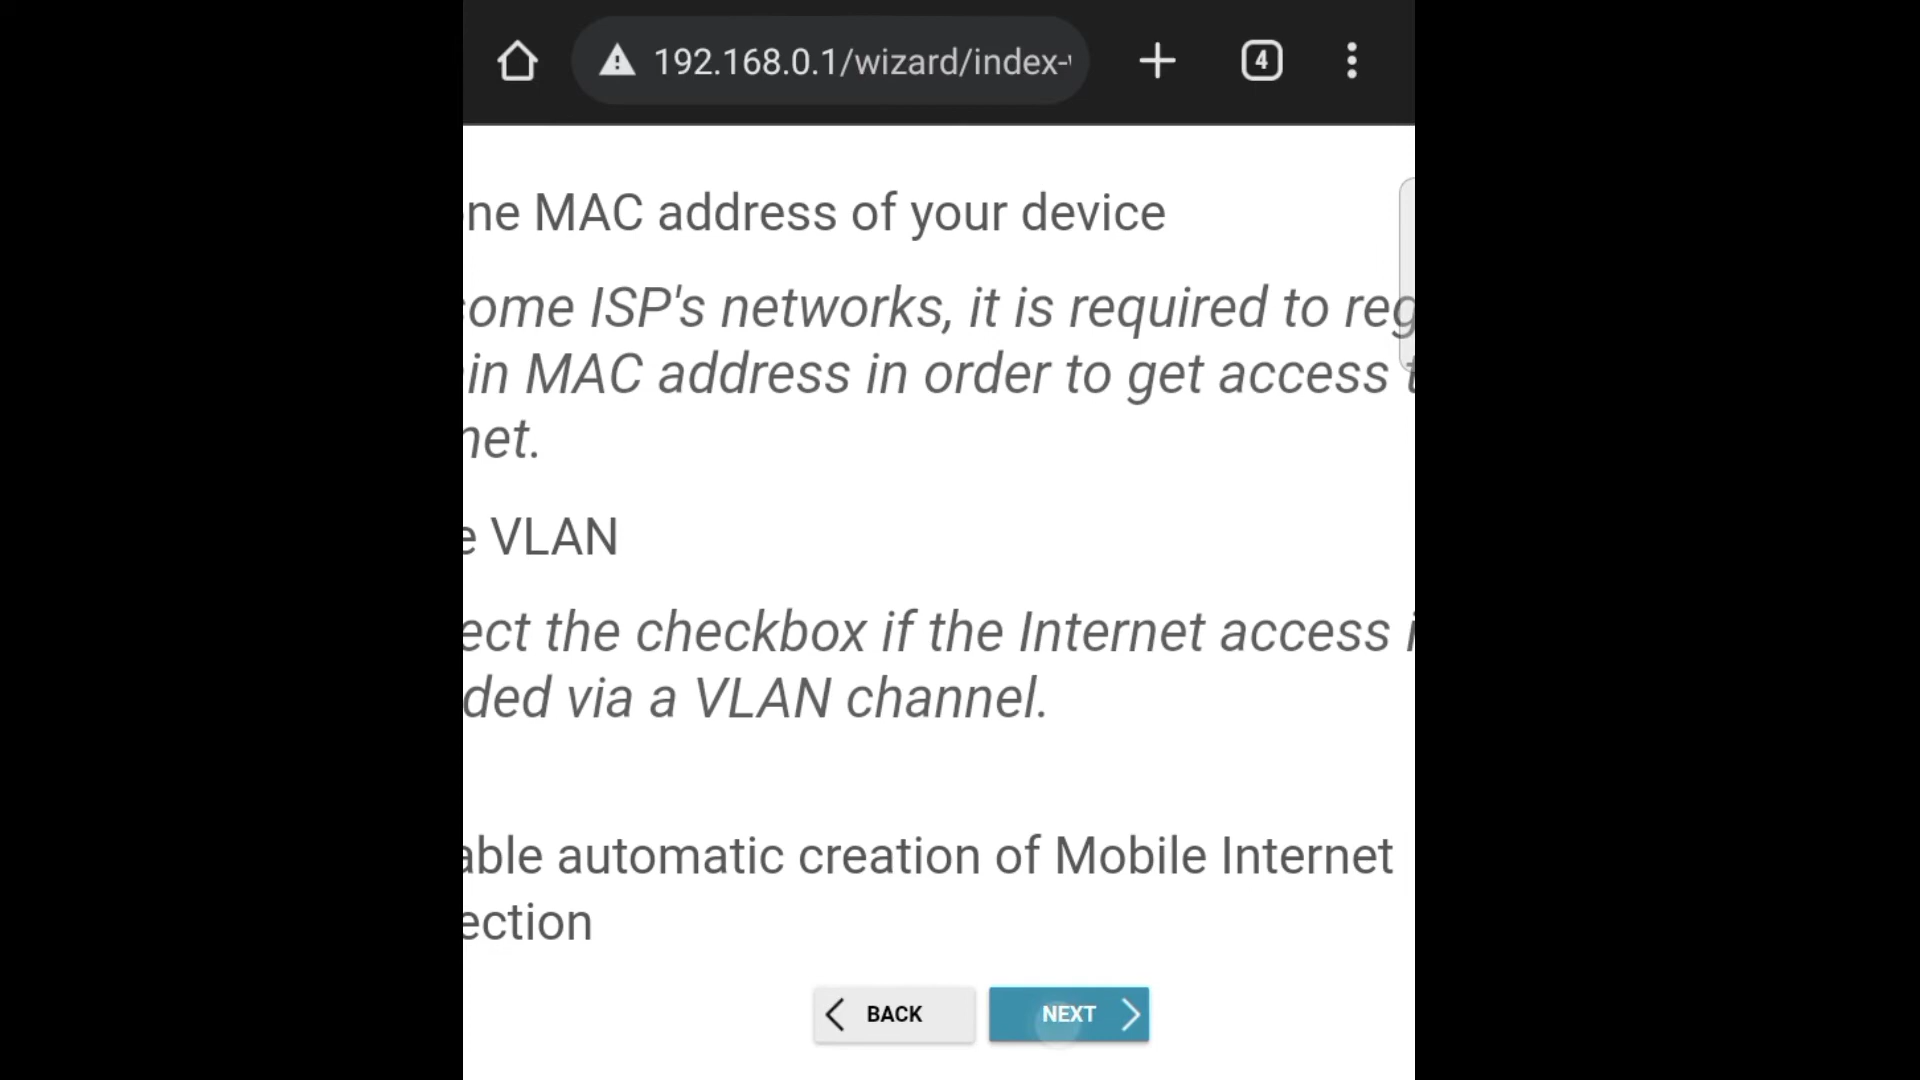 192.168.0.1/wizard/index-
4
ne MAC address of your device
ome ISP's networks, it is required to reg
in MAC address in order to get access t
net.
e VLAN
ect the checkbox if the Internet access i
ded via a VLAN channel.
able automatic creation of Mobile Internet
ection
BACK
NEXT